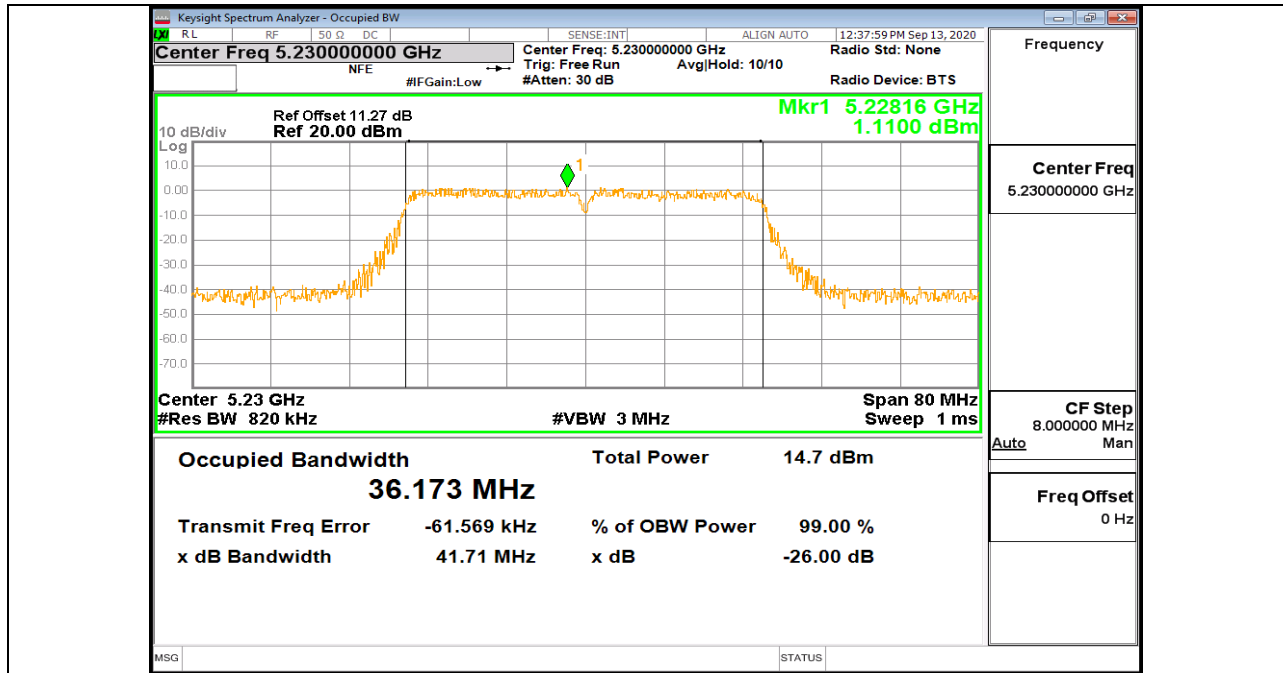 Keysight Spectrum Analyzer - Occupied BW
LXI RL RF 50 Ω DC SENSE:INT ALIGN AUTO 12:37:59 PM Sep 13, 2020
Center Freq 5.230000000 GHz
NFE
#IFGain:Low
Center Freq: 5.230000000 GHz
Trig: Free Run Avg|Hold: 10/10
#Atten: 30 dB
Radio Std: None
Radio Device: BTS
Frequency
Mkr1 5.22816 GHz
1.1100 dBm
Ref Offset 11.27 dB
10 dB/div Ref 20.00 dBm
Log
10.0
0.00
-10.0
-20.0
-30.0
-40.0
-50.0
-60.0
-70.0
1
Center 5.23 GHz Span 80 MHz
#Res BW 820 kHz #VBW 3 MHz Sweep 1 ms
Center Freq
5.230000000 GHz
CF Step
8.000000 MHz
Auto Man
Freq Offset
0 Hz
Occupied Bandwidth Total Power 14.7 dBm
36.173 MHz
Transmit Freq Error -61.569 kHz % of OBW Power 99.00 %
x dB Bandwidth 41.71 MHz x dB -26.00 dB
MSG STATUS